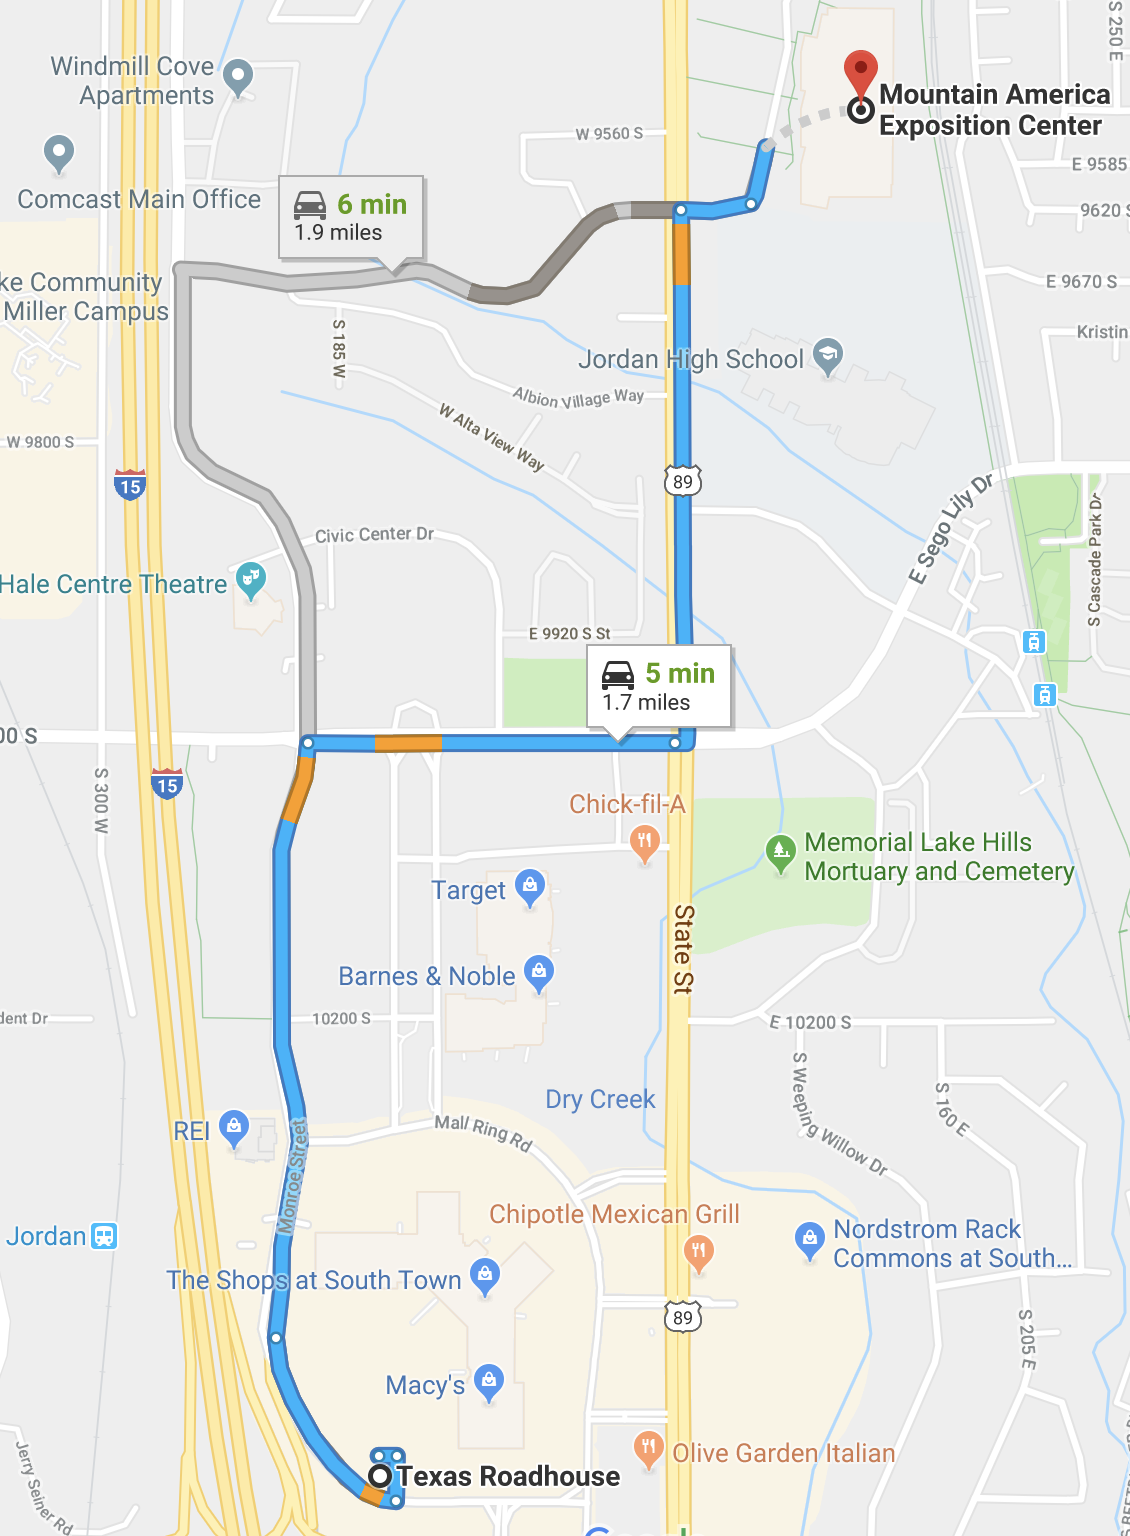 S 250 E
Windmill Cove
Apartments
Mountain America
Exposition Center
W 9560 S
E 9585
Comcast Main Office
6 min
1.9 miles
9620 S
ke Community
Miller Campus
E 9670 S
Kristin
S 185 W
Jordan High School
Albion Village Way
W Alta View Way
W 9800 S
15
89
E Sego Lily Dr
S Cascade Park Dr
Civic Center Dr
Hale Centre Theatre
E 9920 S St
5 min
1.7 miles
00 S
15
S 300 W
Chick-fil-A
Memorial Lake Hills
Mortuary and Cemetery
Target
State St
Barnes & Noble
dent Dr
10200 S
E 10200 S
Dry Creek
S Weeping Willow Dr
S 160 E
REI
Mall Ring Rd
Monroe Street
Chipotle Mexican Grill
Jordan
Nordstrom Rack
Commons at South...
The Shops at South Town
89
S 205 E
Macy's
Olive Garden Italian
Texas Roadhouse
Jerry Seiner Rd